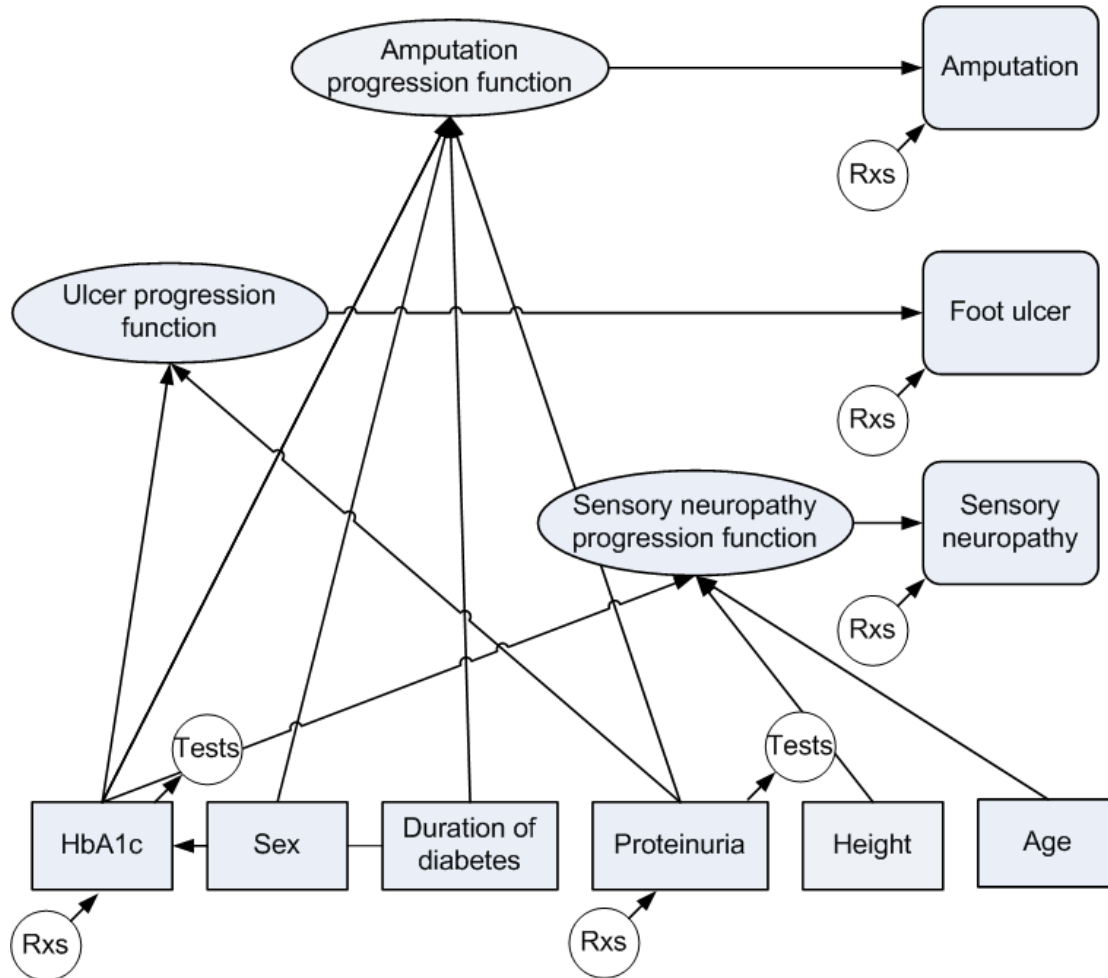 Amputation
progression function
Amputation
Rxs
Ulcer progression
function
Foot ulcer
Rxs
Sensory neuropathy
progression function
Sensory
neuropathy
Rxs
Tests
Tests
HbA1c
Sex
Duration of
diabetes
Proteinuria
Height
Age
Rxs
Rxs